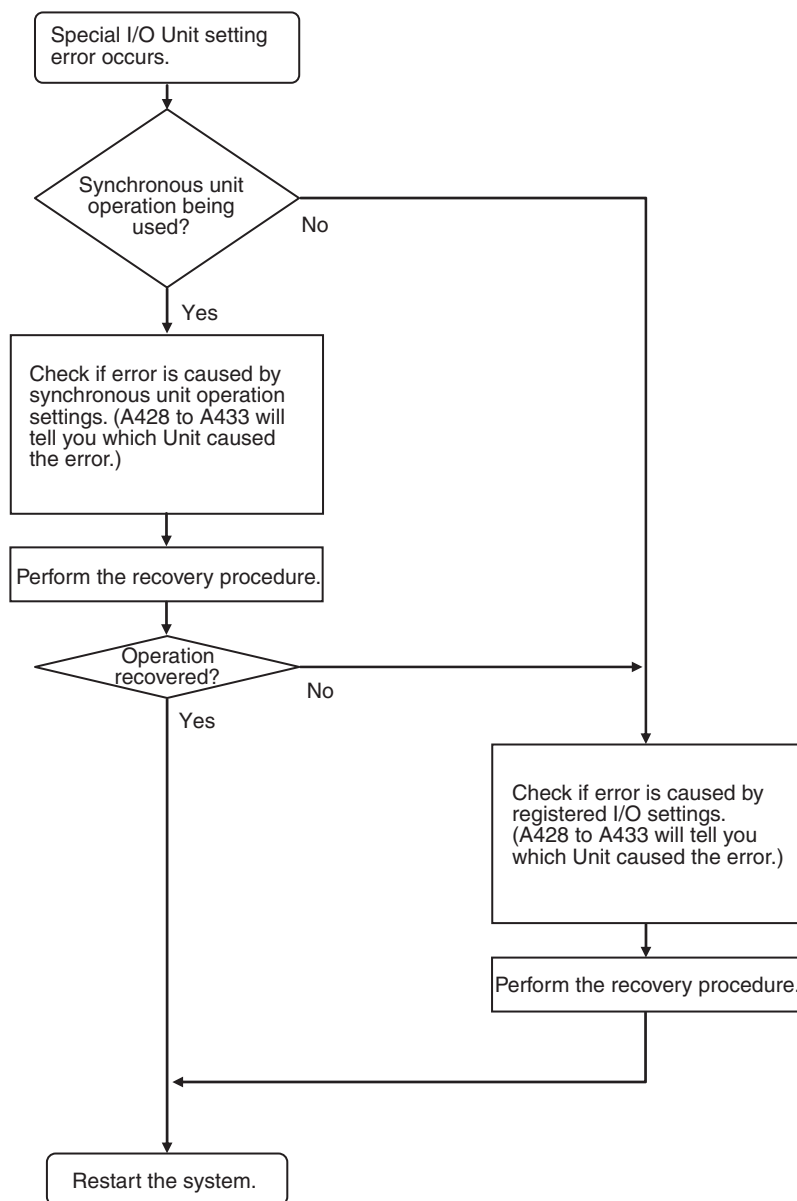 Special I/O Unit setting
error occurs.
Synchronous unit
operation being
used?
No
Yes
Check if error is caused by
synchronous unit operation
settings. (A428 to A433 will
tell you which Unit caused
the error.)
Perform the recovery procedure.
Operation
recovered?
No
Yes
Check if error is caused by
registered I/O settings.
(A428 to A433 will tell you
which Unit caused the error.)
Perform the recovery procedure.
Restart the system.